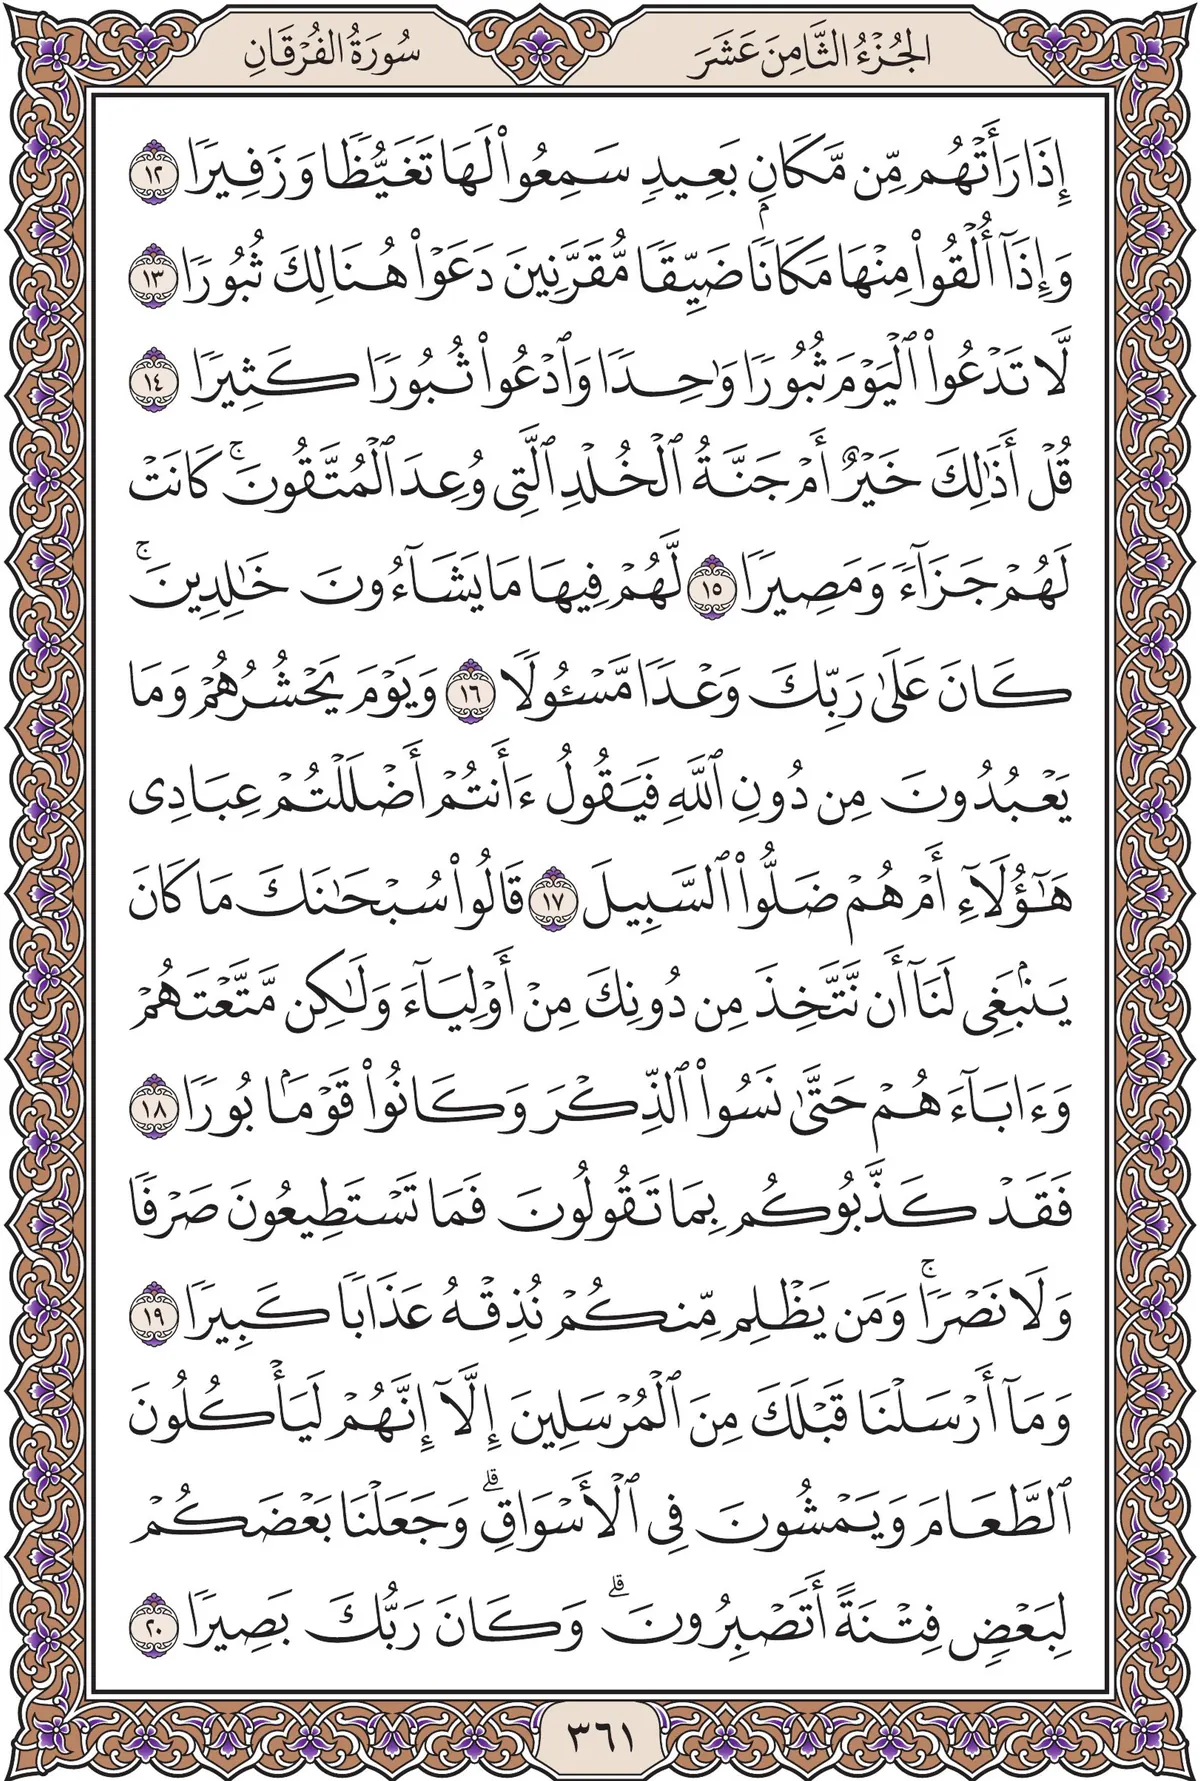 الجُزْءُ الثَّامِنَ عَشَرَ
سُورَةُ الفُرْقَانِ
إِذَا رَأَتْهُم مِّن مَّكَانِۭ بَعِيدٖ سَمِعُواْ لَهَا تَغَيُّظٗا وَزَفِيرٗا ١٢
وَإِذَآ أُلۡقُواْ مِنۡهَا مَكَانٗا ضَيِّقٗا مُّقَرَّنِينَ دَعَوۡاْ هُنَالِكَ ثُبُورٗا ١٣
لَّا تَدۡعُواْ ٱلۡيَوۡمَ ثُبُورٗا وَٰحِدٗا وَٱدۡعُواْ ثُبُورٗا كَثِيرٗا ١٤
قُلۡ أَذَٰلِكَ خَيۡرٌ أَمۡ جَنَّةُ ٱلۡخُلۡدِ ٱلَّتِي وُعِدَ ٱلۡمُتَّقُونَۚ كَانَتۡ
لَهُمۡ جَزَآءٗ وَمَصِيرٗا ١٥ لَّهُمۡ فِيهَا مَا يَشَآءُونَ خَٰلِدِينَۚ
كَانَ عَلَىٰ رَبِّكَ وَعۡدٗا مَّسۡـُٔولٗا ١٦ وَيَوۡمَ يَحۡشُرُهُمۡ وَمَا
يَعۡبُدُونَ مِن دُونِ ٱللَّهِ فَيَقُولُ ءَأَنتُمۡ أَضۡلَلۡتُمۡ عِبَادِي
هَٰٓؤُلَآءِ أَمۡ هُمۡ ضَلُّواْ ٱلسَّبِيلَ ١٧ قَالُواْ سُبۡحَٰنَكَ مَا كَانَ
يَنۢبَغِي لَنَآ أَن نَّتَّخِذَ مِن دُونِكَ مِنۡ أَوۡلِيَآءَ وَلَٰكِن مَّتَّعۡتَهُمۡ
وَءَابَآءَهُمۡ حَتَّىٰ نَسُواْ ٱلذِّكۡرَ وَكَانُواْ قَوۡمَۢا بُورٗا ١٨
فَقَدۡ كَذَّبُوكُم بِمَا تَقُولُونَ فَمَا تَسۡتَطِيعُونَ صَرۡفٗا
وَلَا نَصۡرٗاۚ وَمَن يَظۡلِم مِّنكُمۡ نُذِقۡهُ عَذَابٗا كَبِيرٗا ١٩
وَمَآ أَرۡسَلۡنَا قَبۡلَكَ مِنَ ٱلۡمُرۡسَلِينَ إِلَّآ إِنَّهُمۡ لَيَأۡكُلُونَ
ٱلطَّعَامَ وَيَمۡشُونَ فِي ٱلۡأَسۡوَاقِۗ وَجَعَلۡنَا بَعۡضَكُمۡ
لِبَعۡضٖ فِتۡنَةً أَتَصۡبِرُونَۗ وَكَانَ رَبُّكَ بَصِيرٗا ٢٠
٣٦١